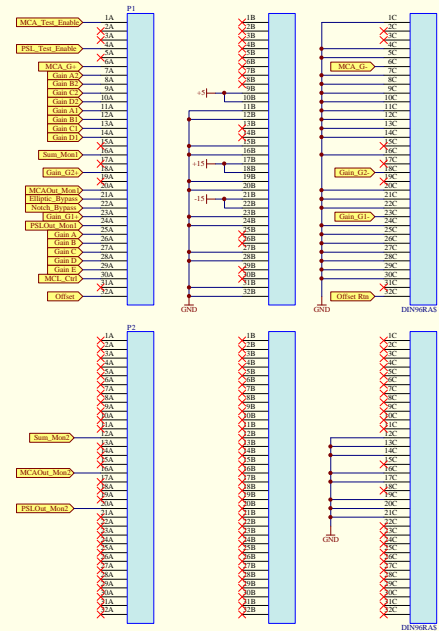 P1
MCA_Test_Enable 1A
2A
3A
PSL_Test_Enable 4A
5A
MCA_G+ 6A
Gain A2 7A
Gain B2 8A
Gain C2 9A
Gain D2 10A
Gain A1 11A
Gain B1 12A
Gain C1 13A
Gain D1 14A
15A
Sum_Mon1 16A
17A
Gain_G2+ 18A
19A
MCAOut_Mon1 20A
Elliptic_Bypass 21A
Notch_Bypass 22A
Gain_G1+ 23A
PSLOut_Mon1 24A
Gain A 25A
Gain B 26A
Gain C 27A
Gain D 28A
Gain E 29A
MCL_Ctrl 30A
31A
Offset 32A
1B
2B
3B
4B
5B
6B
7B
8B
+5 9B
10B
11B
12B
13B
14B
15B
16B
+15 17B
18B
19B
20B
-15 21B
22B
23B
24B
25B
26B
27B
28B
29B
30B
31B
32B
GND
1C
2C
3C
4C
5C
MCA_G- 6C
7C
8C
9C
10C
11C
12C
13C
14C
15C
16C
17C
Gain_G2- 18C
19C
20C
21C
22C
Gain_G1- 23C
24C
25C
26C
27C
28C
29C
30C
31C
Offset Rtn 32C
GND
DIN96RAS
P2
1A
2A
3A
4A
5A
6A
7A
8A
9A
10A
11A
Sum_Mon2 12A
13A
14A
15A
MCAOut_Mon2 16A
17A
18A
19A
PSLOut_Mon2 20A
21A
22A
23A
24A
25A
26A
27A
28A
29A
30A
31A
32A
1B
2B
3B
4B
5B
6B
7B
8B
9B
10B
11B
12B
13B
14B
15B
16B
17B
18B
19B
20B
21B
22B
23B
24B
25B
26B
27B
28B
29B
30B
31B
32B
1C
2C
3C
4C
5C
6C
7C
8C
9C
10C
11C
12C
13C
14C
15C
16C
17C
18C
19C
20C
21C
22C
23C
24C
25C
26C
27C
28C
29C
30C
31C
32C
GND
DIN96RAS